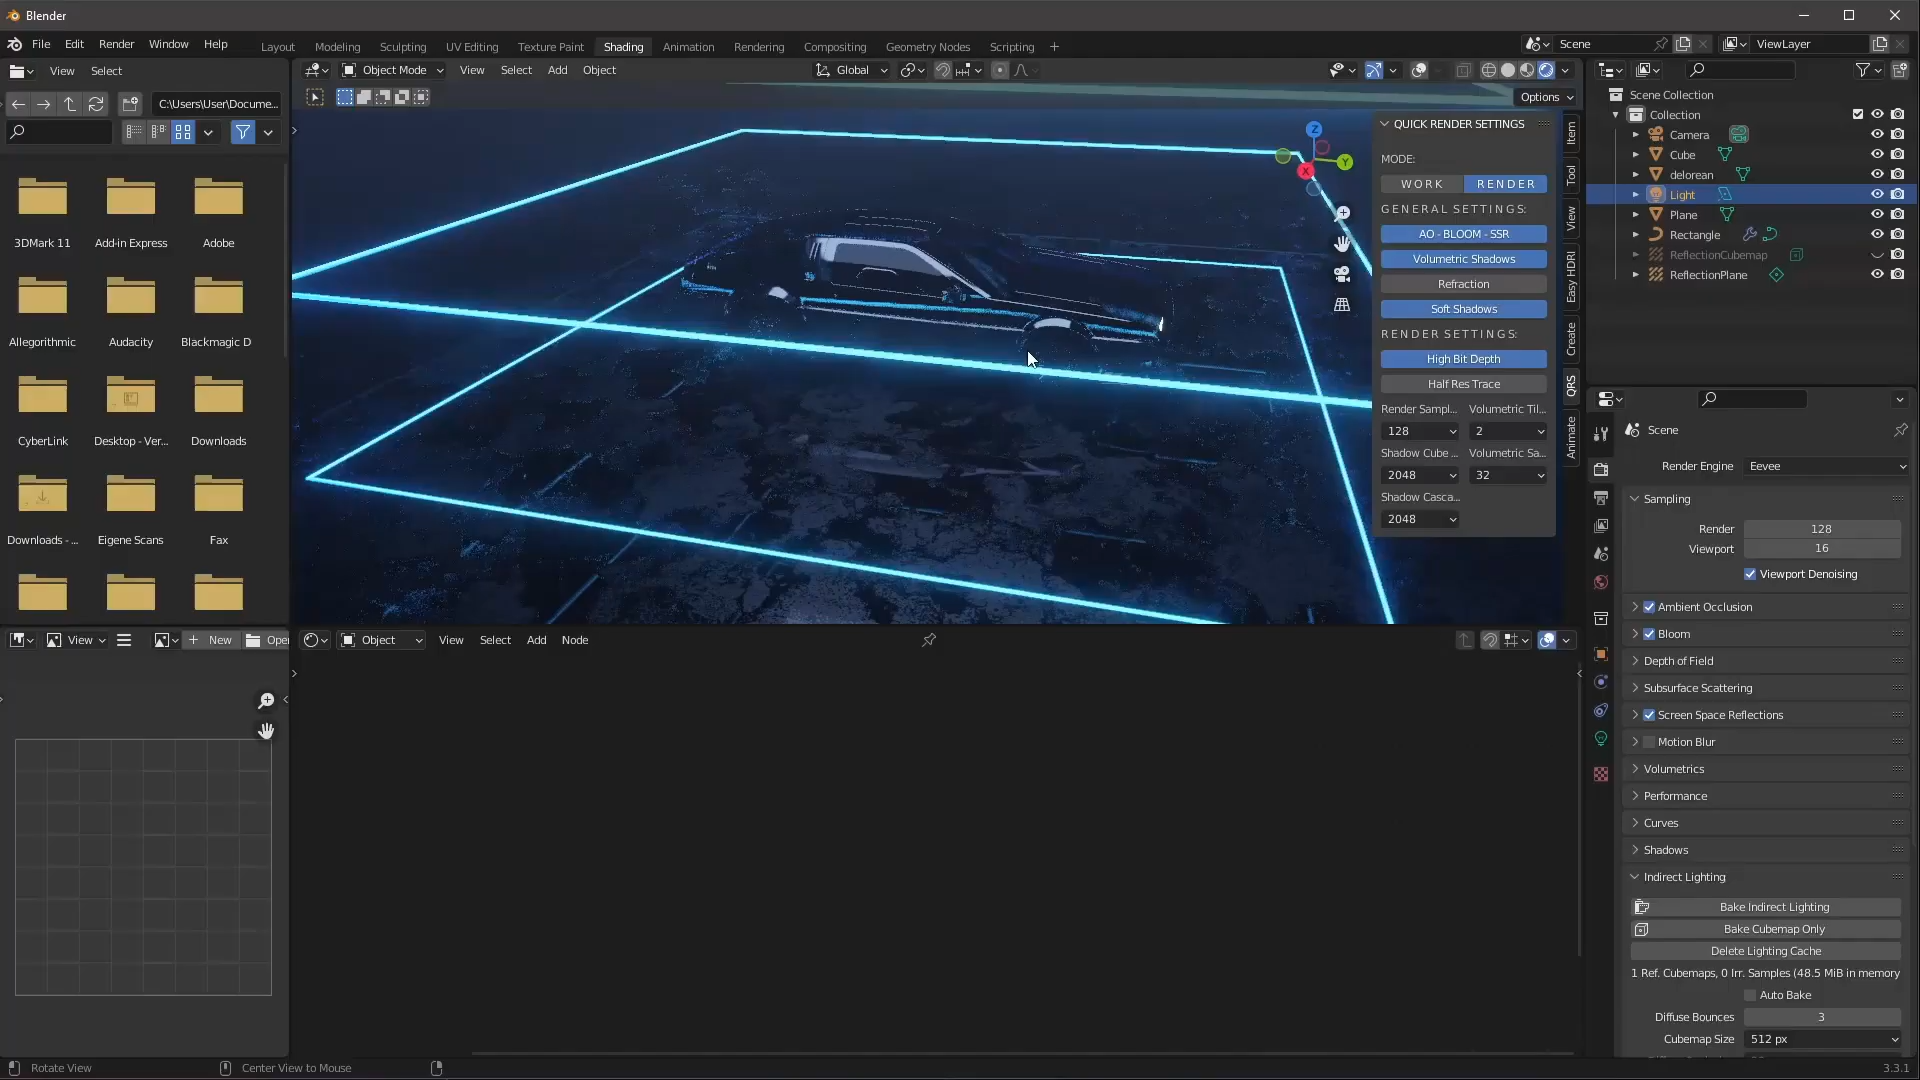 Blender
File Edit Render Window Help
Layout Modeling Sculpting UV Editing Texture Paint Shading Animation Rendering Compositing Geometry Nodes Scripting +
Scene
ViewLayer
View Select
C:\Users\User\Docume...
3DMark 11
Add-in Express
Adobe
Allegorithmic
Audacity
Blackmagic D
CyberLink
Desktop - Ver...
Downloads
Downloads - ...
Eigene Scans
Fax
Object Mode
View Select Add Object
Global
Options
QUICK RENDER SETTINGS
MODE:
WORK RENDER
GENERAL SETTINGS:
AO - BLOOM - SSR
Volumetric Shadows
Refraction
Soft Shadows
RENDER SETTINGS:
High Bit Depth
Half Res Trace
Render Sampl... Volumetric Til...
128 2
Shadow Cube ... Volumetric Sa...
2048 32
Shadow Casca...
2048
X
Y
Z
Item
Tool
View
Easy HDRI
Create
QRS
Animate
Scene Collection
Collection
Camera
Cube
delorean
Light
Plane
Rectangle
ReflectionCubemap
ReflectionPlane
Scene
Render Engine Eevee
Sampling
Render 128
Viewport 16
Viewport Denoising
Ambient Occlusion
Bloom
Depth of Field
Subsurface Scattering
Screen Space Reflections
Motion Blur
Volumetrics
Performance
Curves
Shadows
Indirect Lighting
Bake Indirect Lighting
Bake Cubemap Only
Delete Lighting Cache
1 Ref. Cubemaps, 0 Irr. Samples (48.5 MiB in memory
Auto Bake
Diffuse Bounces 3
Cubemap Size 512 px
View
New
Ope
Object
View Select Add Node
Rotate View
Center View to Mouse
3.3.1